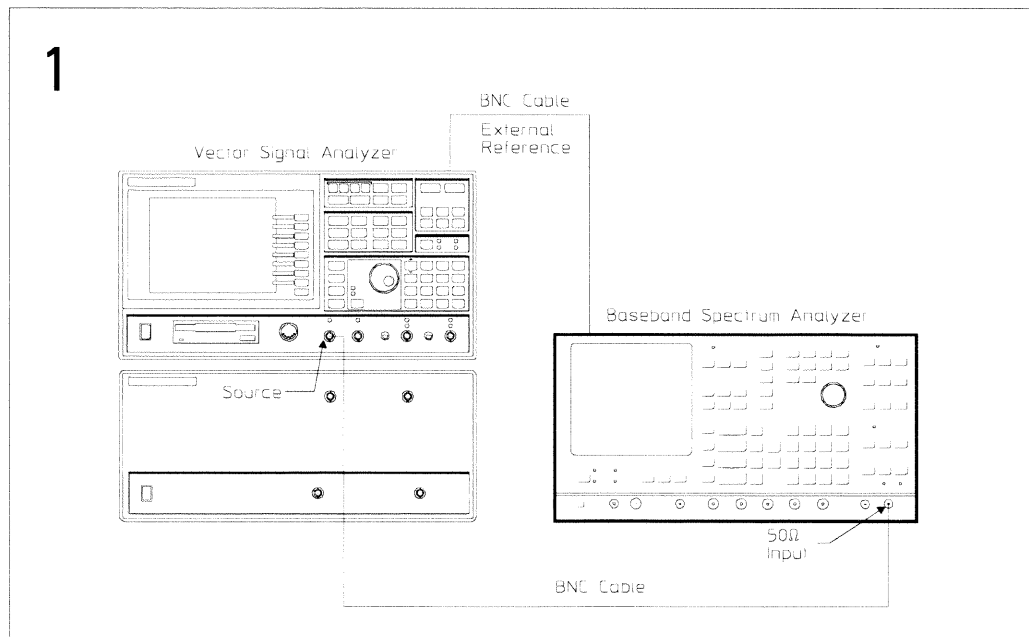 1
BNC Cable
External
Reference
Vector Signal Analyzer
Baseband Spectrum Analyzer
Source
50Ω
Input
BNC Cable